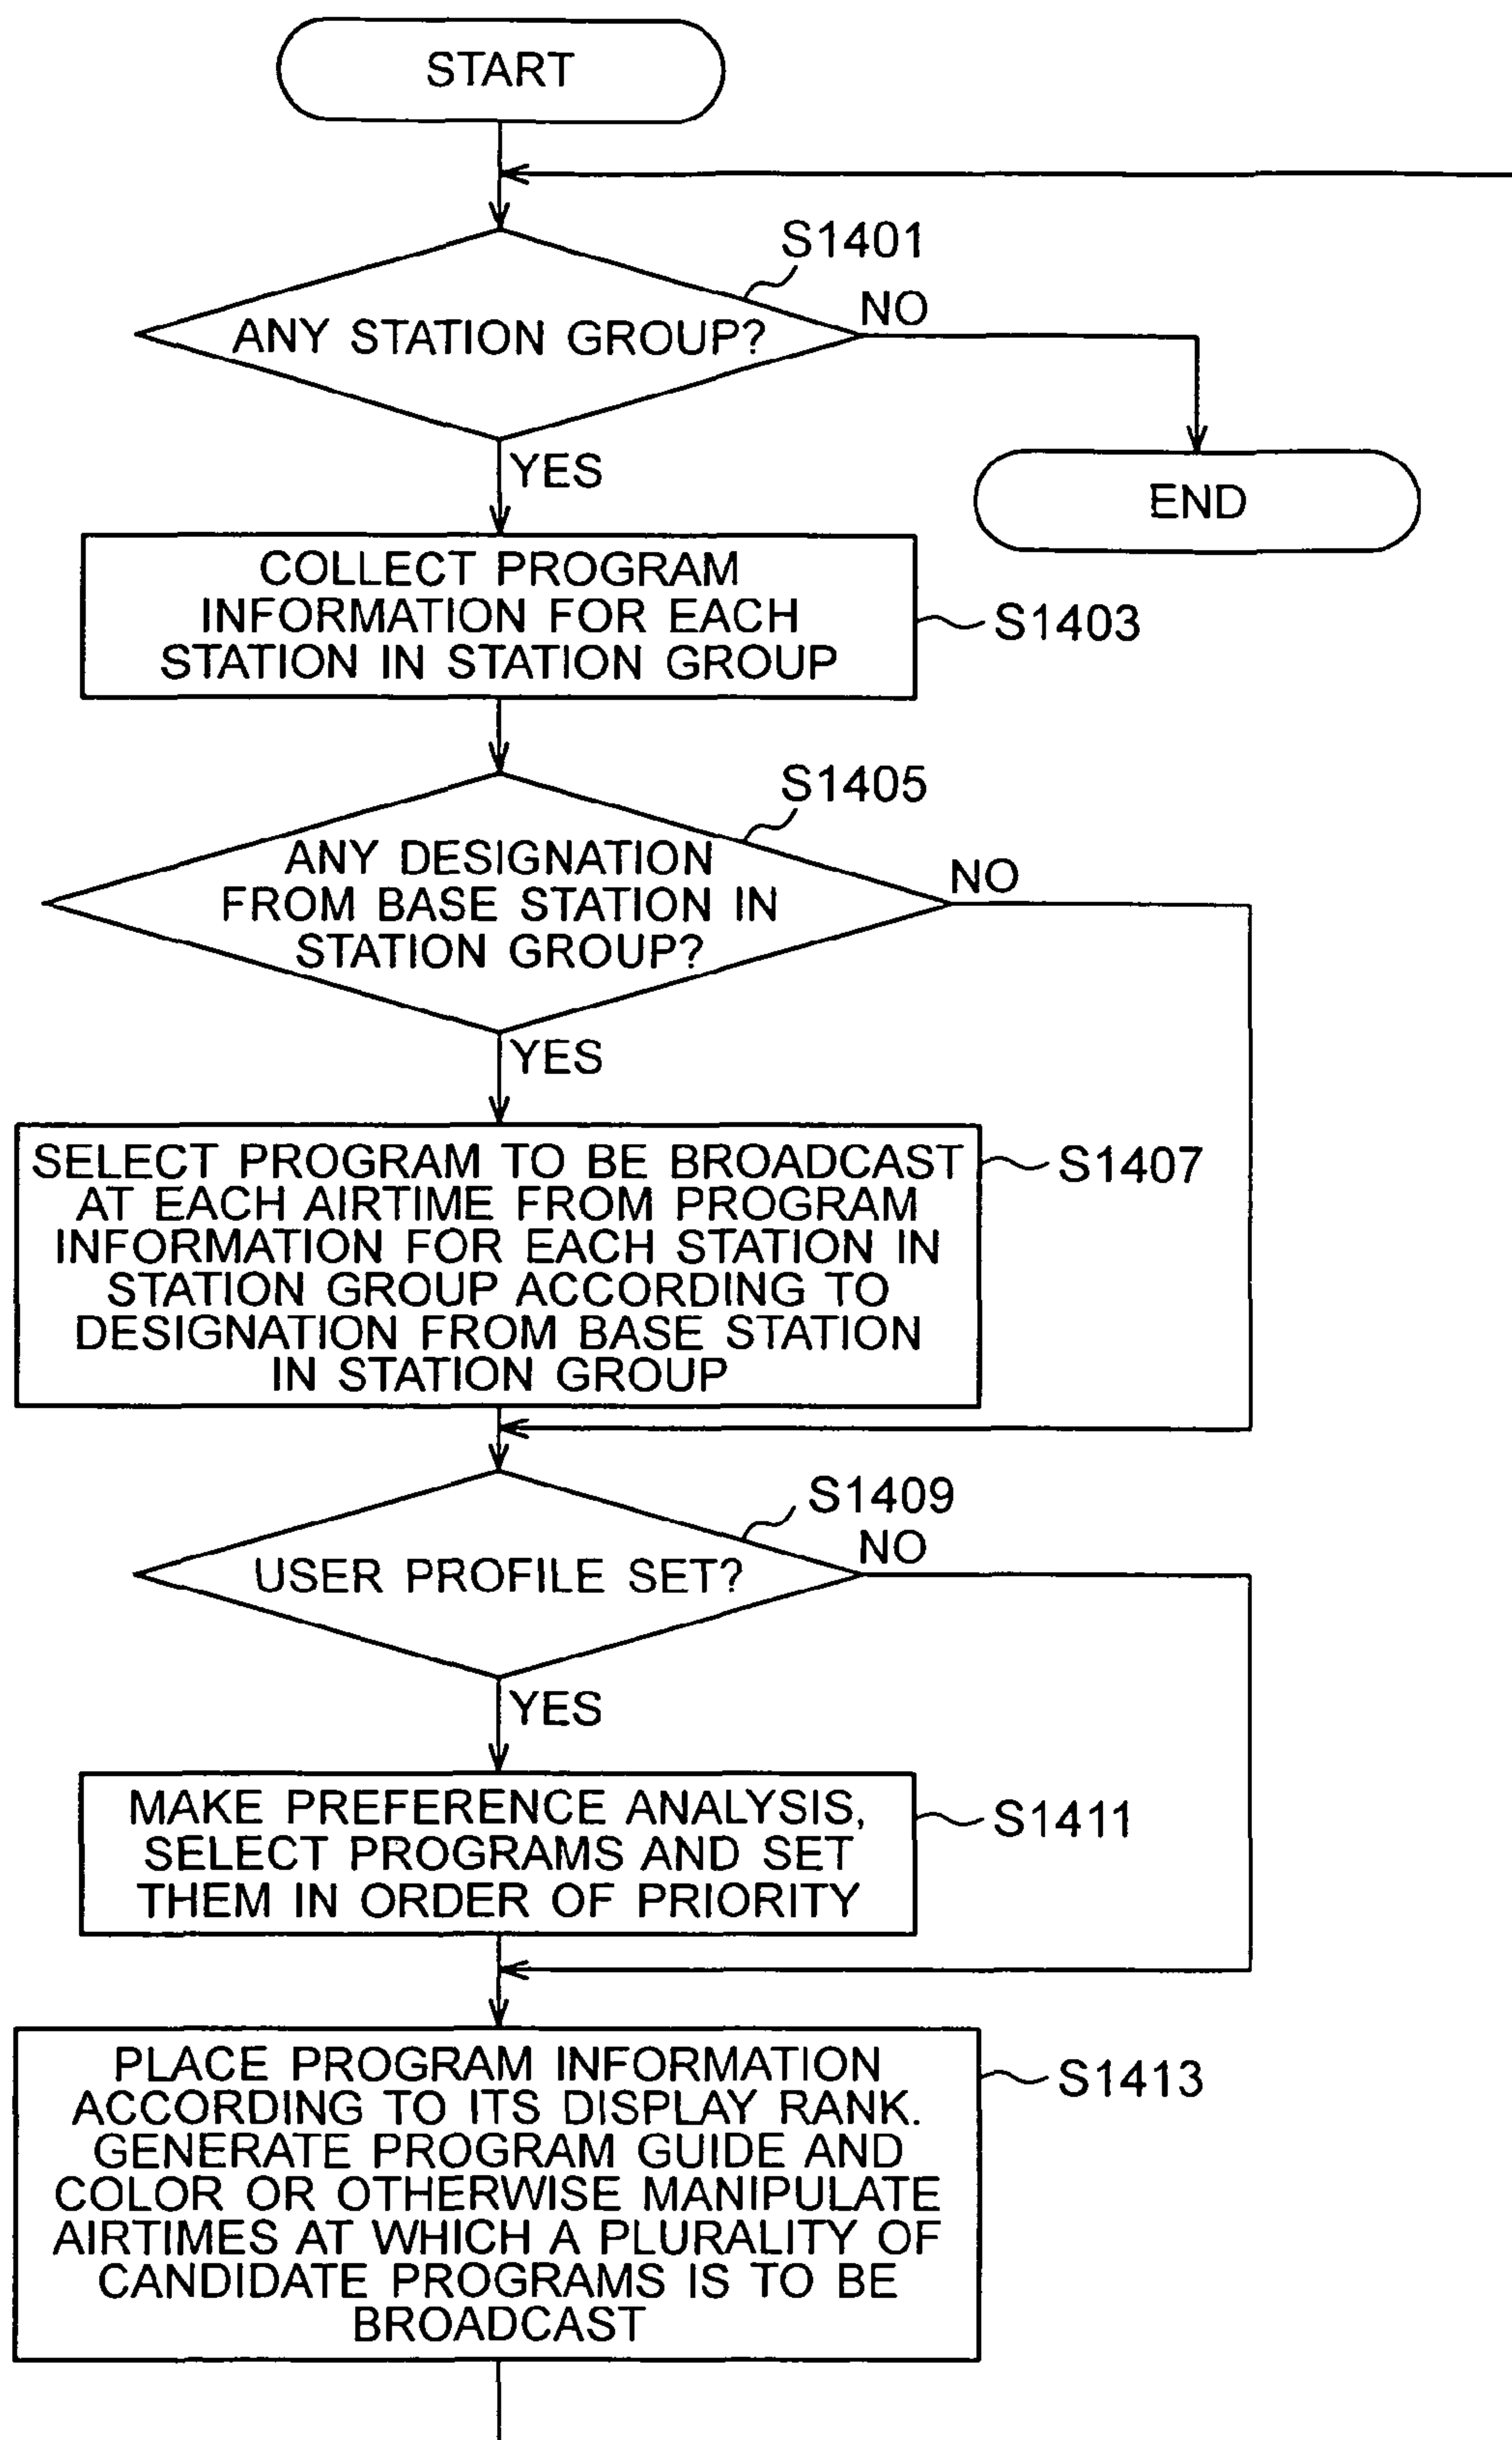 START
S1401
ANY STATION GROUP?
NO
YES
END
COLLECT PROGRAM
INFORMATION FOR EACH
STATION IN STATION GROUP
S1403
S1405
ANY DESIGNATION
FROM BASE STATION IN
STATION GROUP?
NO
YES
SELECT PROGRAM TO BE BROADCAST
AT EACH AIRTIME FROM PROGRAM
INFORMATION FOR EACH STATION IN
STATION GROUP ACCORDING TO
DESIGNATION FROM BASE STATION
IN STATION GROUP
S1407
S1409
USER PROFILE SET?
NO
YES
MAKE PREFERENCE ANALYSIS,
SELECT PROGRAMS AND SET
THEM IN ORDER OF PRIORITY
S1411
PLACE PROGRAM INFORMATION
ACCORDING TO ITS DISPLAY RANK.
GENERATE PROGRAM GUIDE AND
COLOR OR OTHERWISE MANIPULATE
AIRTIMES AT WHICH A PLURALITY OF
CANDIDATE PROGRAMS IS TO BE
BROADCAST
S1413